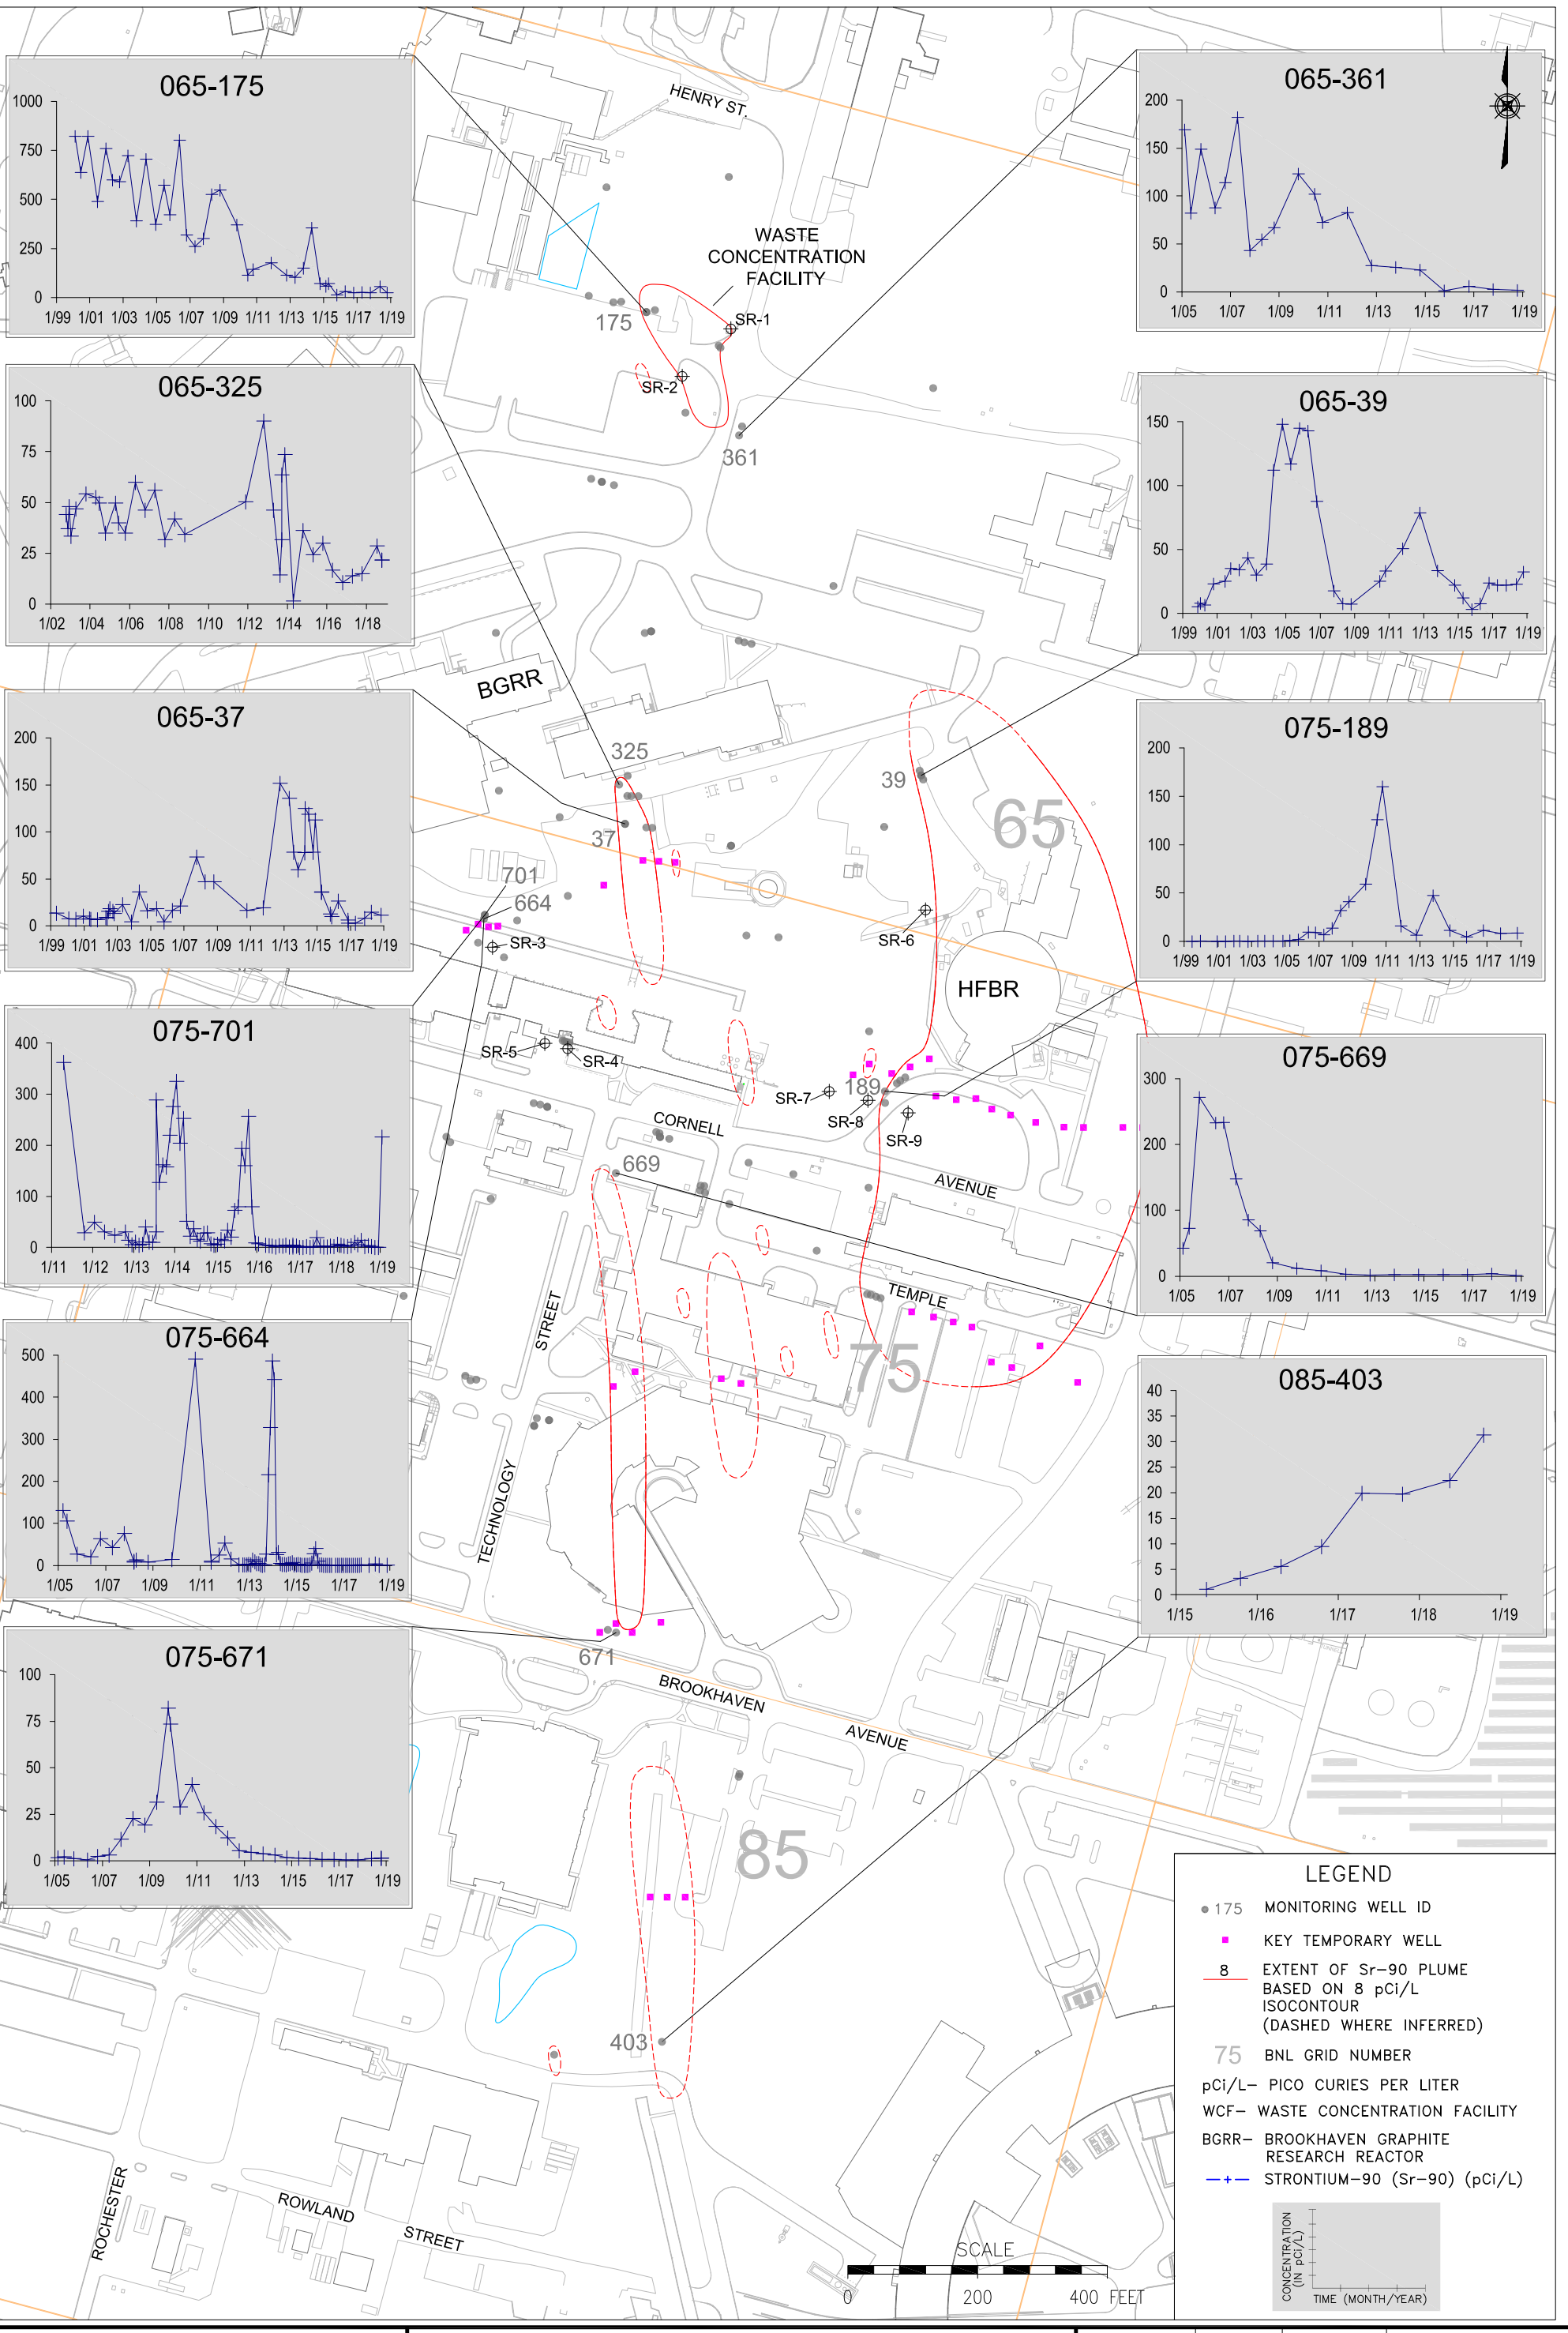 065-175
1000
750
500
250
0
1/99 1/01 1/03 1/05 1/07 1/09 1/11 1/13 1/15 1/17 1/19
065-325
100
75
50
25
0
1/02 1/04 1/06 1/08 1/10 1/12 1/14 1/16 1/18
065-37
200
150
100
50
0
1/99 1/01 1/03 1/05 1/07 1/09 1/11 1/13 1/15 1/17 1/19
075-701
400
300
200
100
0
1/11 1/12 1/13 1/14 1/15 1/16 1/17 1/18 1/19
075-664
500
400
300
200
100
0
1/05 1/07 1/09 1/11 1/13 1/15 1/17 1/19
075-671
100
75
50
25
0
1/05 1/07 1/09 1/11 1/13 1/15 1/17 1/19
HENRY ST.
WASTE
CONCENTRATION
FACILITY
175
SR-1
SR-2
361
BGRR
325
39
65
37
701
664
SR-3
SR-6
HFBR
SR-5
SR-4
SR-7
189
SR-8
SR-9
CORNELL
AVENUE
669
TEMPLE
75
STREET
TECHNOLOGY
671
BROOKHAVEN
AVENUE
85
403
ROCHESTER
ROWLAND
STREET
SCALE
0 200 400 FEET
065-361
200
150
100
50
0
1/05 1/07 1/09 1/11 1/13 1/15 1/17 1/19
065-39
150
100
50
0
1/99 1/01 1/03 1/05 1/07 1/09 1/11 1/13 1/15 1/17 1/19
075-189
200
150
100
50
0
1/99 1/01 1/03 1/05 1/07 1/09 1/11 1/13 1/15 1/17 1/19
075-669
300
200
100
0
1/05 1/07 1/09 1/11 1/13 1/15 1/17 1/19
085-403
40
35
30
25
20
15
10
5
0
1/15 1/16 1/17 1/18 1/19
LEGEND
175 MONITORING WELL ID
KEY TEMPORARY WELL
8 EXTENT OF Sr-90 PLUME
BASED ON 8 pCi/L
ISOCONTOUR
(DASHED WHERE INFERRED)
75 BNL GRID NUMBER
pCi/L- PICO CURIES PER LITER
WCF- WASTE CONCENTRATION FACILITY
BGRR- BROOKHAVEN GRAPHITE
RESEARCH REACTOR
STRONTIUM-90 (Sr-90) (pCi/L)
CONCENTRATION
(IN pCi/L)
TIME (MONTH/YEAR)